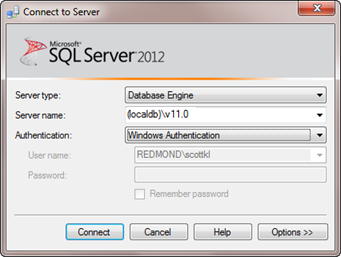 Connect to Server
Microsoft
SQL Server 2012
Server type: Database Engine
Server name: (localdb)\v11.0
Authentication: Windows Authentication
User name: REDMOND\scottkl
Password:
Remember password
Connect Cancel Help Options >>